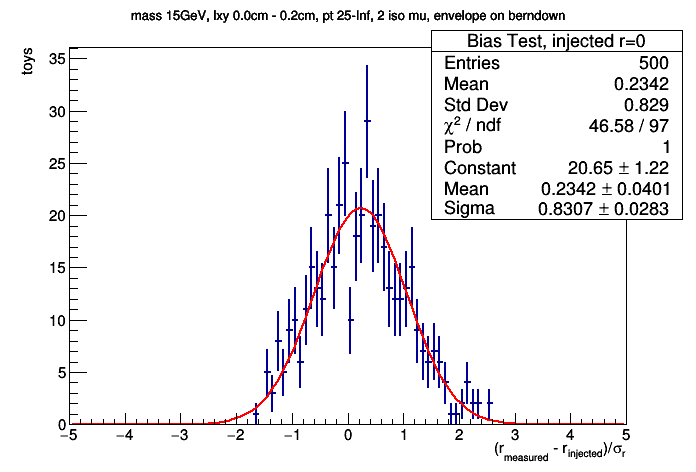 mass 15GeV, lxy 0.0cm - 0.2cm, pt 25-Inf, 2 iso mu, envelope on berndown
toys
Bias Test, injected r=0
Entries 500
Mean 0.2342
Std Dev 0.829
χ² / ndf 46.58 / 97
Prob 1
Constant 20.65 ± 1.22
Mean 0.2342 ± 0.0401
Sigma 0.8307 ± 0.0283
35
30
25
20
15
10
5
0
−5 −4 −3 −2 −1 0 1 2 3 4 5
(r_measured - r_injected)/σ_r